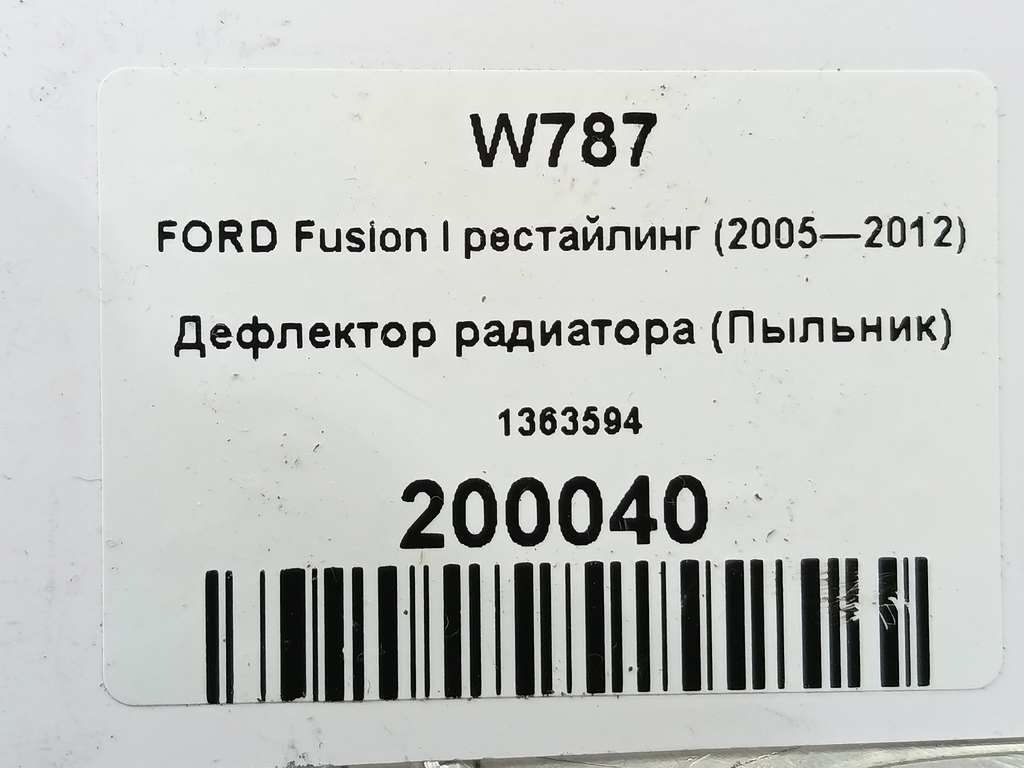 W787
FORD Fusion I рестайлинг (2005—2012)
Дефлектор радиатора (Пыльник)
1363594
200040